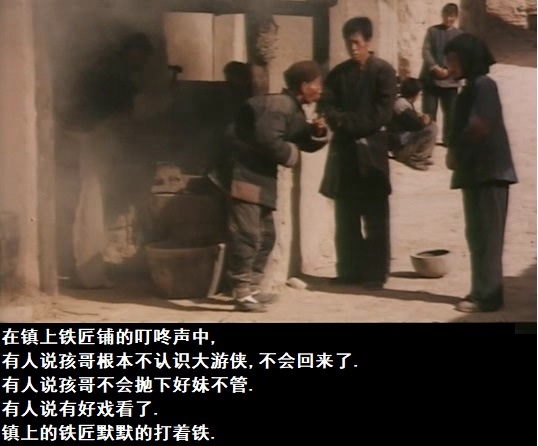 在镇上铁匠铺的叮咚声中,
有人说孩哥根本不认识大游侠,不会回来了.
有人说孩哥不会抛下好妹不管.
有人说有好戏看了.
镇上的铁匠默默的打着铁.